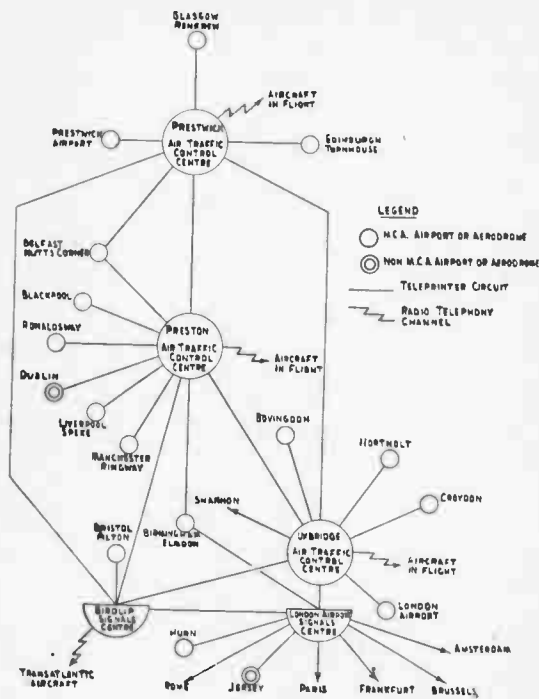 GLASGOW
RENFREW
AIRCRAFT
IN FLIGHT
PRESTWICK
AIR TRAFFIC
CONTROL
CENTRE
PRESTWICK
AIRPORT
EDINBURGH
TURNHOUSE
LEGEND
M.C.A. AIRPORT OR AERODROME
NON M.C.A. AIRPORT OR AERODROME
TELEPRINTER CIRCUIT
RADIO TELEPHONY
CHANNEL
BELFAST
NUTTS CORNER
BLACKPOOL
RONALDSWAY
DUBLIN
LIVERPOOL
SPEKE
MANCHESTER
RINGWAY
PRESTON
AIR TRAFFIC
CONTROL
CENTRE
AIRCRAFT
IN FLIGHT
BOVINGDON
NORTHOLT
CROYDON
SHANNON
BRISTOL
FILTON
BIRMINGHAM
ELMDON
UXBRIDGE
AIR TRAFFIC
CONTROL
CENTRE
AIRCRAFT
IN FLIGHT
LONDON
AIRPORT
BIRDLIP
SIGNALS
CENTRE
LONDON AIRPORT
SIGNALS
CENTRE
HURN
TRANSATLANTIC
AIRCRAFT
ROME
JERSEY
PARIS
FRANKFURT
BRUSSELS
AMSTERDAM